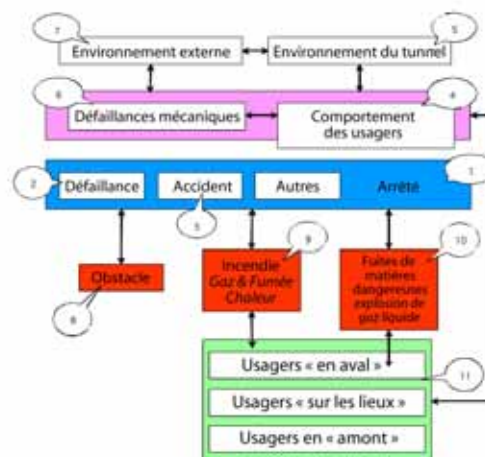 7
5
Environnement externe
Environnement du tunnel
6
4
Défaillances mécaniques
Comportement
des usagers
1
2
Défaillance
Accident
Autres
Arrêté
3
9
10
Obstacle
8
Incendie
Gaz & Fumée
Chaleur
Fuites de
matières
dangereuses
explosion de
gaz liquide
Usagers « en aval »
11
Usagers « sur les lieux »
Usagers en « amont »